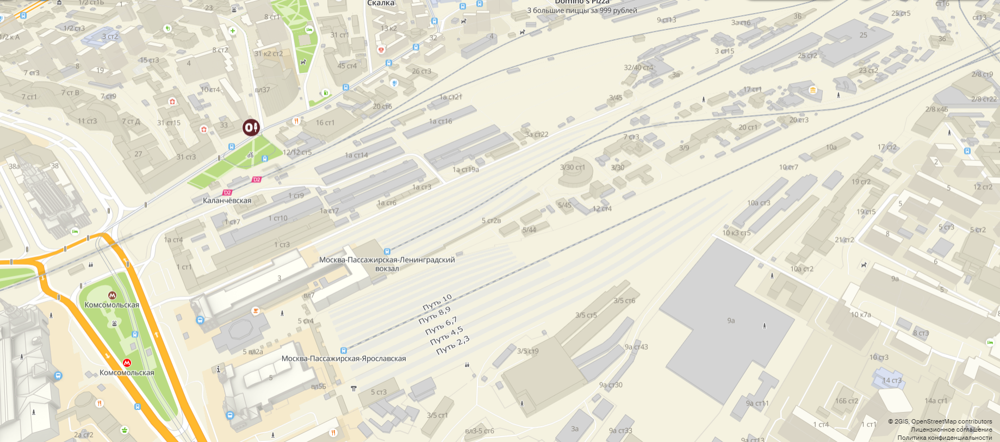 1/2 ст1Б
23
8 ст1
Скалка
Domino's Pizza
3 большие пиццы за 999 рублей
ст16
1/2 ст3
13 к2
9 ст13
3а ст6
3Б
25 ст5
ст13
1/2 к А
3 ст2
31 ст1
32
4
25
36
8 ст2
31 к2 ст2
3 ст15
25 ст2
15 ст3
4
8
19
45 ст4
26 ст3
32/40 ст4
3в
23 ст2
2/8 ст9
7 ст3
10 ст4
вл37
17 ст1
7 ст1
7 ст В
7 ст9
1а ст21
3/45
2/8 ст22
20 ст6
2/8 к4Б
11 ст3
7 ст Д
31 ст15
33
16 ст1
1а ст16
20 ст3
20 ст1
3а ст22
7 ст3
3/9
10а
17 ст2
27
31 ст3
12/12 ст5
1а ст14
2
38а
38
1а ст19а
3/30 ст1
3/30
10 ст7
D2
D2
Каланчёвская
1 ст9
1а ст3
19 ст2
5
12 ст2
1а ст6
1а ст7
5/45
12 ст4
10а ст3
5
19 ст5
1 ст7
1 ст10
5 ст2в
5/44
5 ст3
5 ст2
10 к3 ст5
8
21 ст2
1а ст4
1 ст3
Москва-Пассажирская-Ленинградский
вокзал
6
1 ст1
10а ст2
3
9а
5
Комсомольская
вл7
Путь 10
3/5 ст6
Путь 8,9
5 ст4
3/5 ст5
10 к7а
9а
Путь 6,7
Путь 4,5
8 ст3
Путь 2,3
5 вл2а
3/5 ст9
9а ст43
Москва-Пассажирская-Ярославская
10 ст3
Комсомольская
5
14 ст3
вл5Б
5 ст3
9а ст30
9а ст11
16Б ст2
14а ст1
3/5 ст1
© 2GIS, OpenStreetMap contributors
1 ст4
1 ст1
Лицензионное соглашение
2а ст2
вл3-5 ст6
3а
9а ст33
Политика конфиденциальности
9а ст13